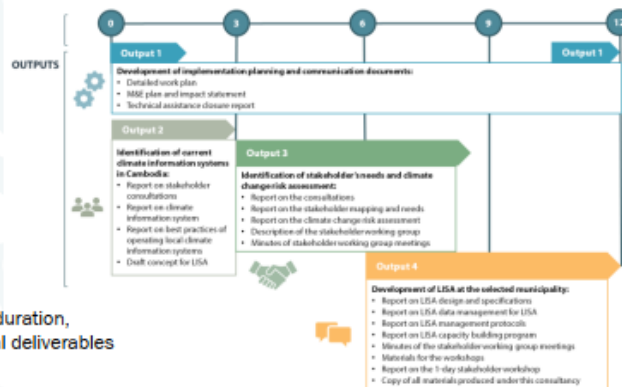 0 3 6 9 12
OUTPUTS
Output 1
Output 1
Development of implementation planning and communication documents:
• Detailed work plan
• M&E plan and impact statement
• Technical assistance closure report
Output 2
Identification of current
climate information systems
in Cambodia:
• Report on stakeholder
consultations
• Report on climate
information system
• Report on best practices of
operating local climate
information systems
• Draft concept for LISA
Output 3
Identification of stakeholder's needs and climate
change risk assessment:
• Report on the consultations
• Report on the stakeholder mapping and needs
• Report on the climate change risk assessment
• Description of the stakeholder working group
• Minutes of stakeholder working group meetings
Output 4
Development of LISA at the selected municipality:
• Report on LISA design and specifications
• Report on LISA data management for LISA
• Report on LISA management protocols
• Report on LISA capacity building program
• Minutes of the stakeholder working group meetings
• Materials for the workshops
• Report on the 1-day stakeholder workshop
• Copy of all materials produced under this consultancy
duration,
l deliverables